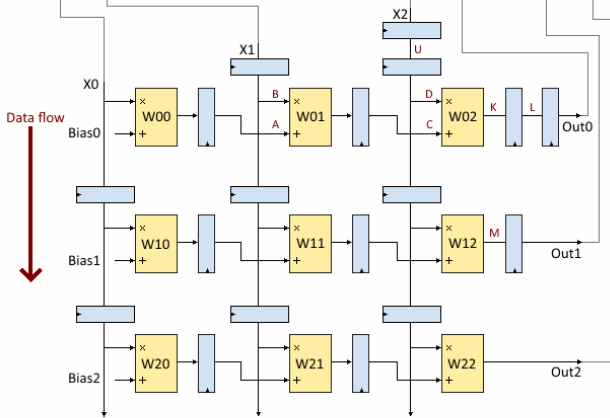 X2
U
X1
X0
B
D
K
L
×
W00
×
W01
×
W02
Data flow
A
C
Bias0
+
+
+
Out0
×
W10
×
W11
×
W12
M
Bias1
+
+
+
Out1
×
W20
×
W21
×
W22
Bias2
+
+
+
Out2